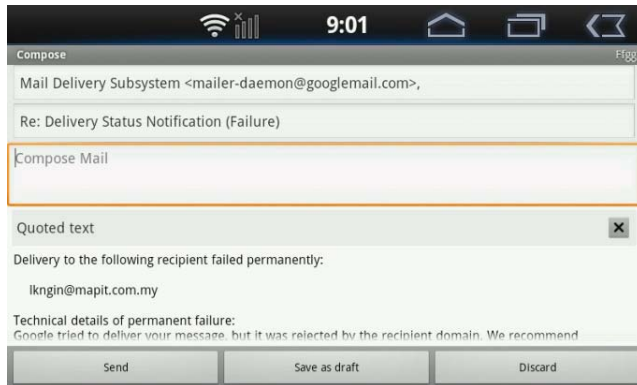 9:01
Compose
Ffgg
Mail Delivery Subsystem <mailer-daemon@googlemail.com>,
Re: Delivery Status Notification (Failure)
Compose Mail
Quoted text
Delivery to the following recipient failed permanently:
lkngin@mapit.com.my
Technical details of permanent failure:
Google tried to deliver your message, but it was rejected by the recipient domain. We recommend
Send
Save as draft
Discard